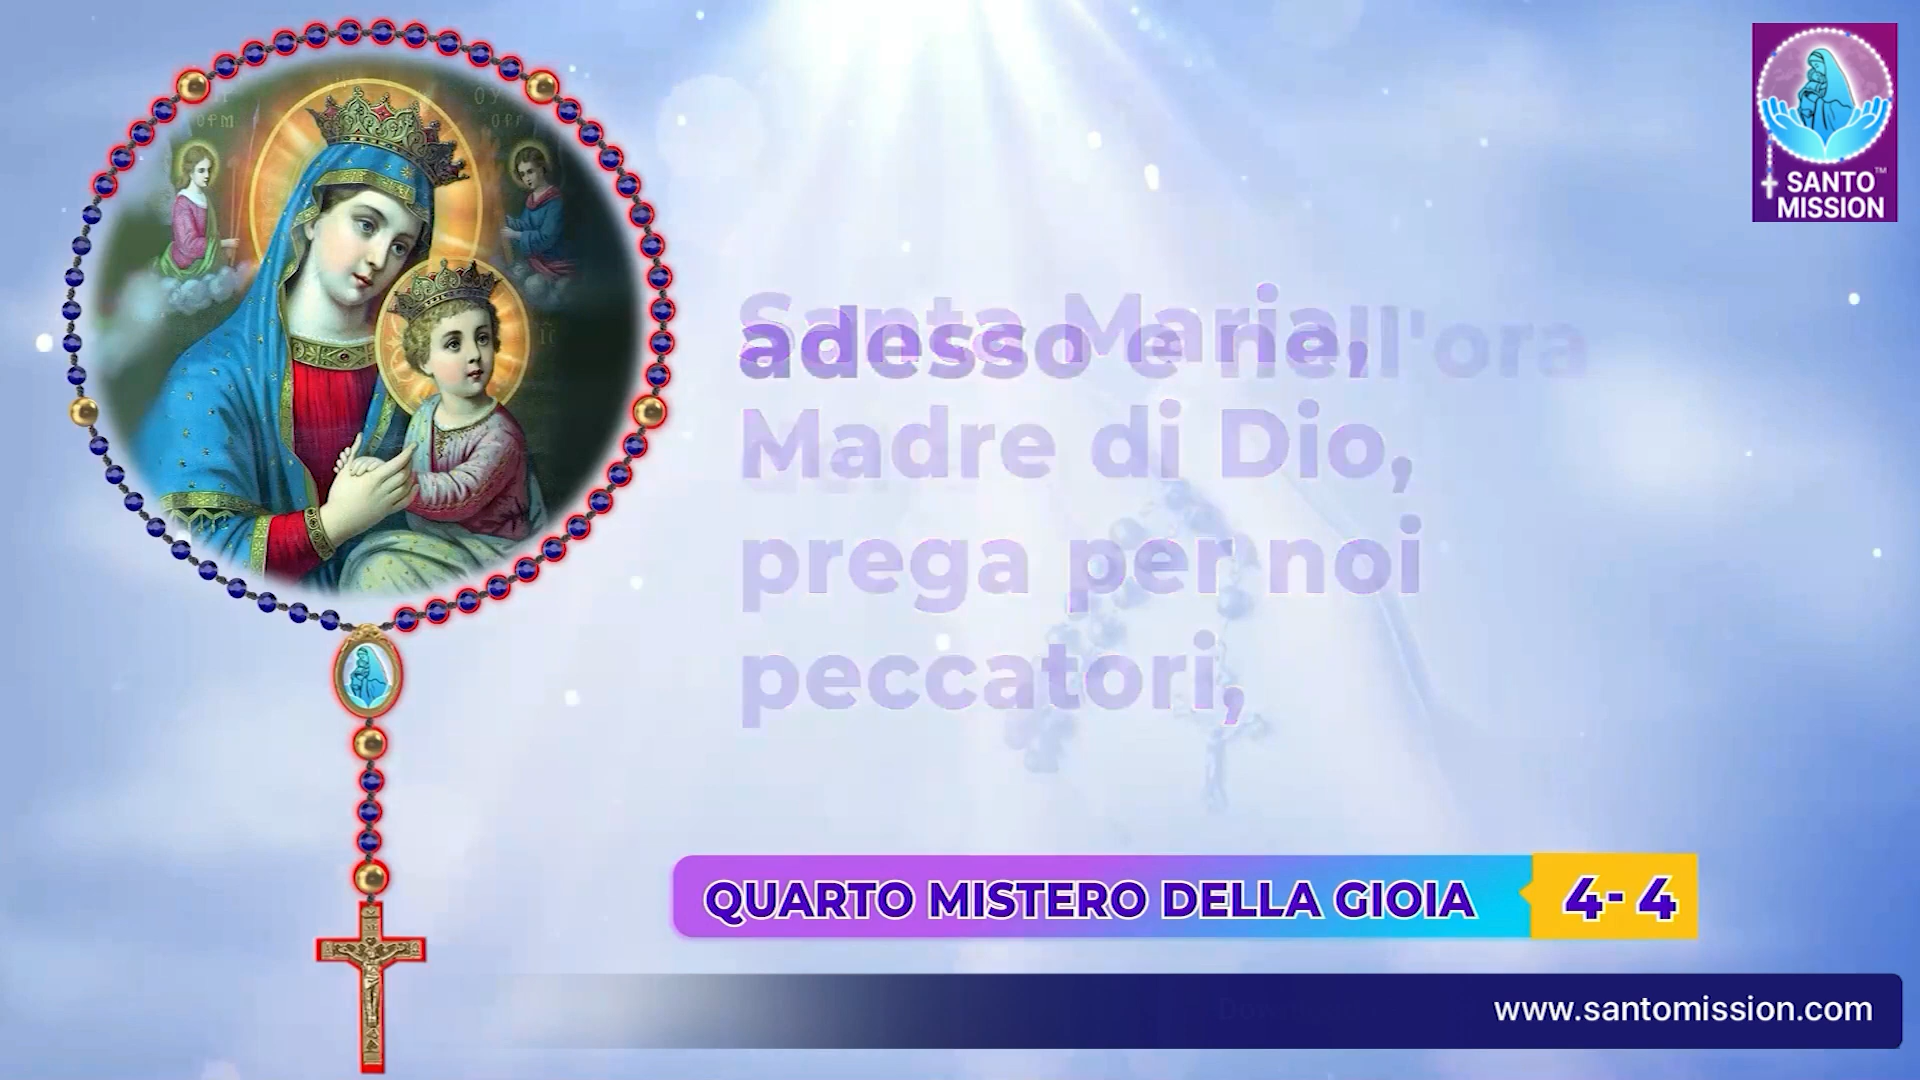 SANTO™
MISSION
Santa Maria,
adesso e nell'ora
Madre di Dio,
prega per noi
peccatori,
QUARTO MISTERO DELLA GIOIA
4- 4
www.santomission.com